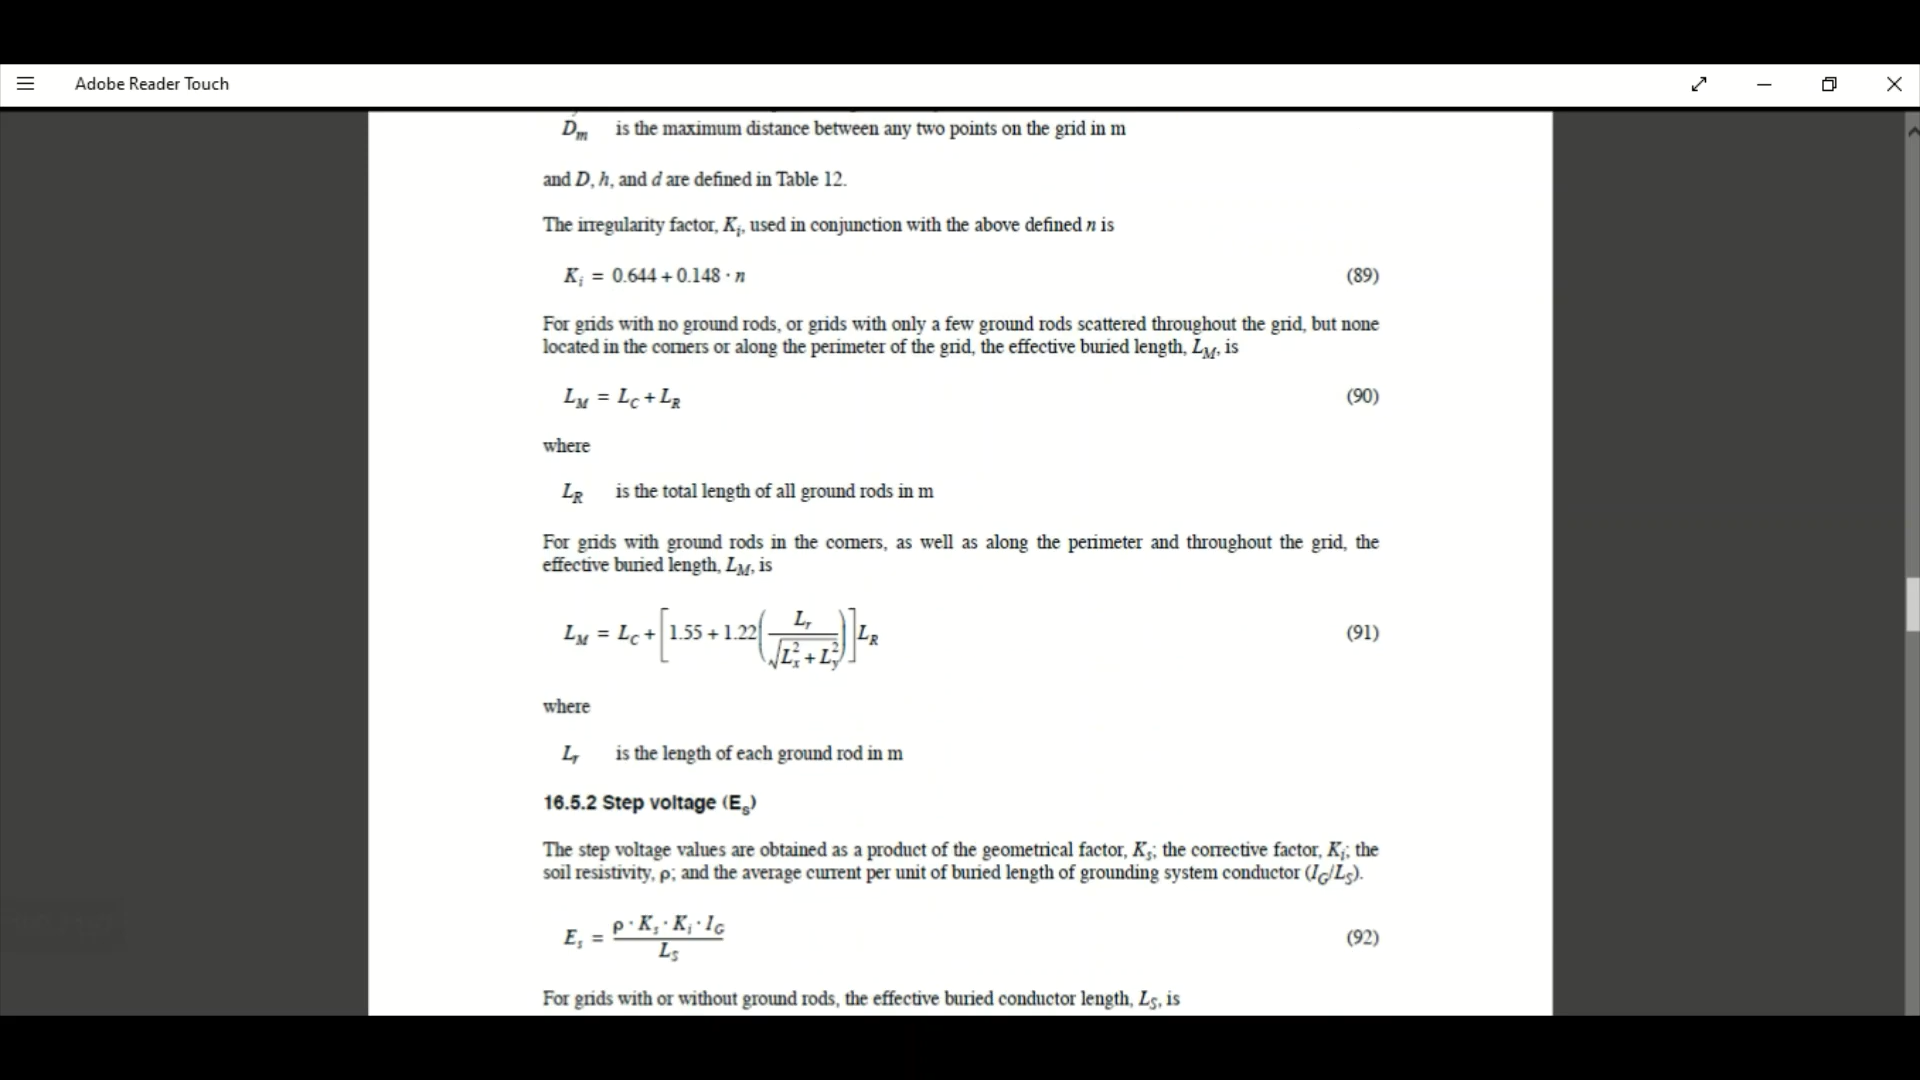 Adobe Reader Touch
Dm is the maximum distance between any two points on the grid in m
and D, h, and d are defined in Table 12.
The irregularity factor, Ki, used in conjunction with the above defined n is
Ki = 0.644 + 0.148 · n (89)
For grids with no ground rods, or grids with only a few ground rods scattered throughout the grid, but none
located in the corners or along the perimeter of the grid, the effective buried length, LM, is
LM = LC + LR (90)
where
LR is the total length of all ground rods in m
For grids with ground rods in the corners, as well as along the perimeter and throughout the grid, the
effective buried length, LM, is
LM = LC + [1.55 + 1.22(Lr / √(Lx² + Ly²))] LR (91)
where
Lr is the length of each ground rod in m
16.5.2 Step voltage (Es)
The step voltage values are obtained as a product of the geometrical factor, Ks; the corrective factor, Ki; the
soil resistivity, ρ; and the average current per unit of buried length of grounding system conductor (IG/LS).
Es = ρ · Ks · Ki · IG / LS (92)
For grids with or without ground rods, the effective buried conductor length, LS, is